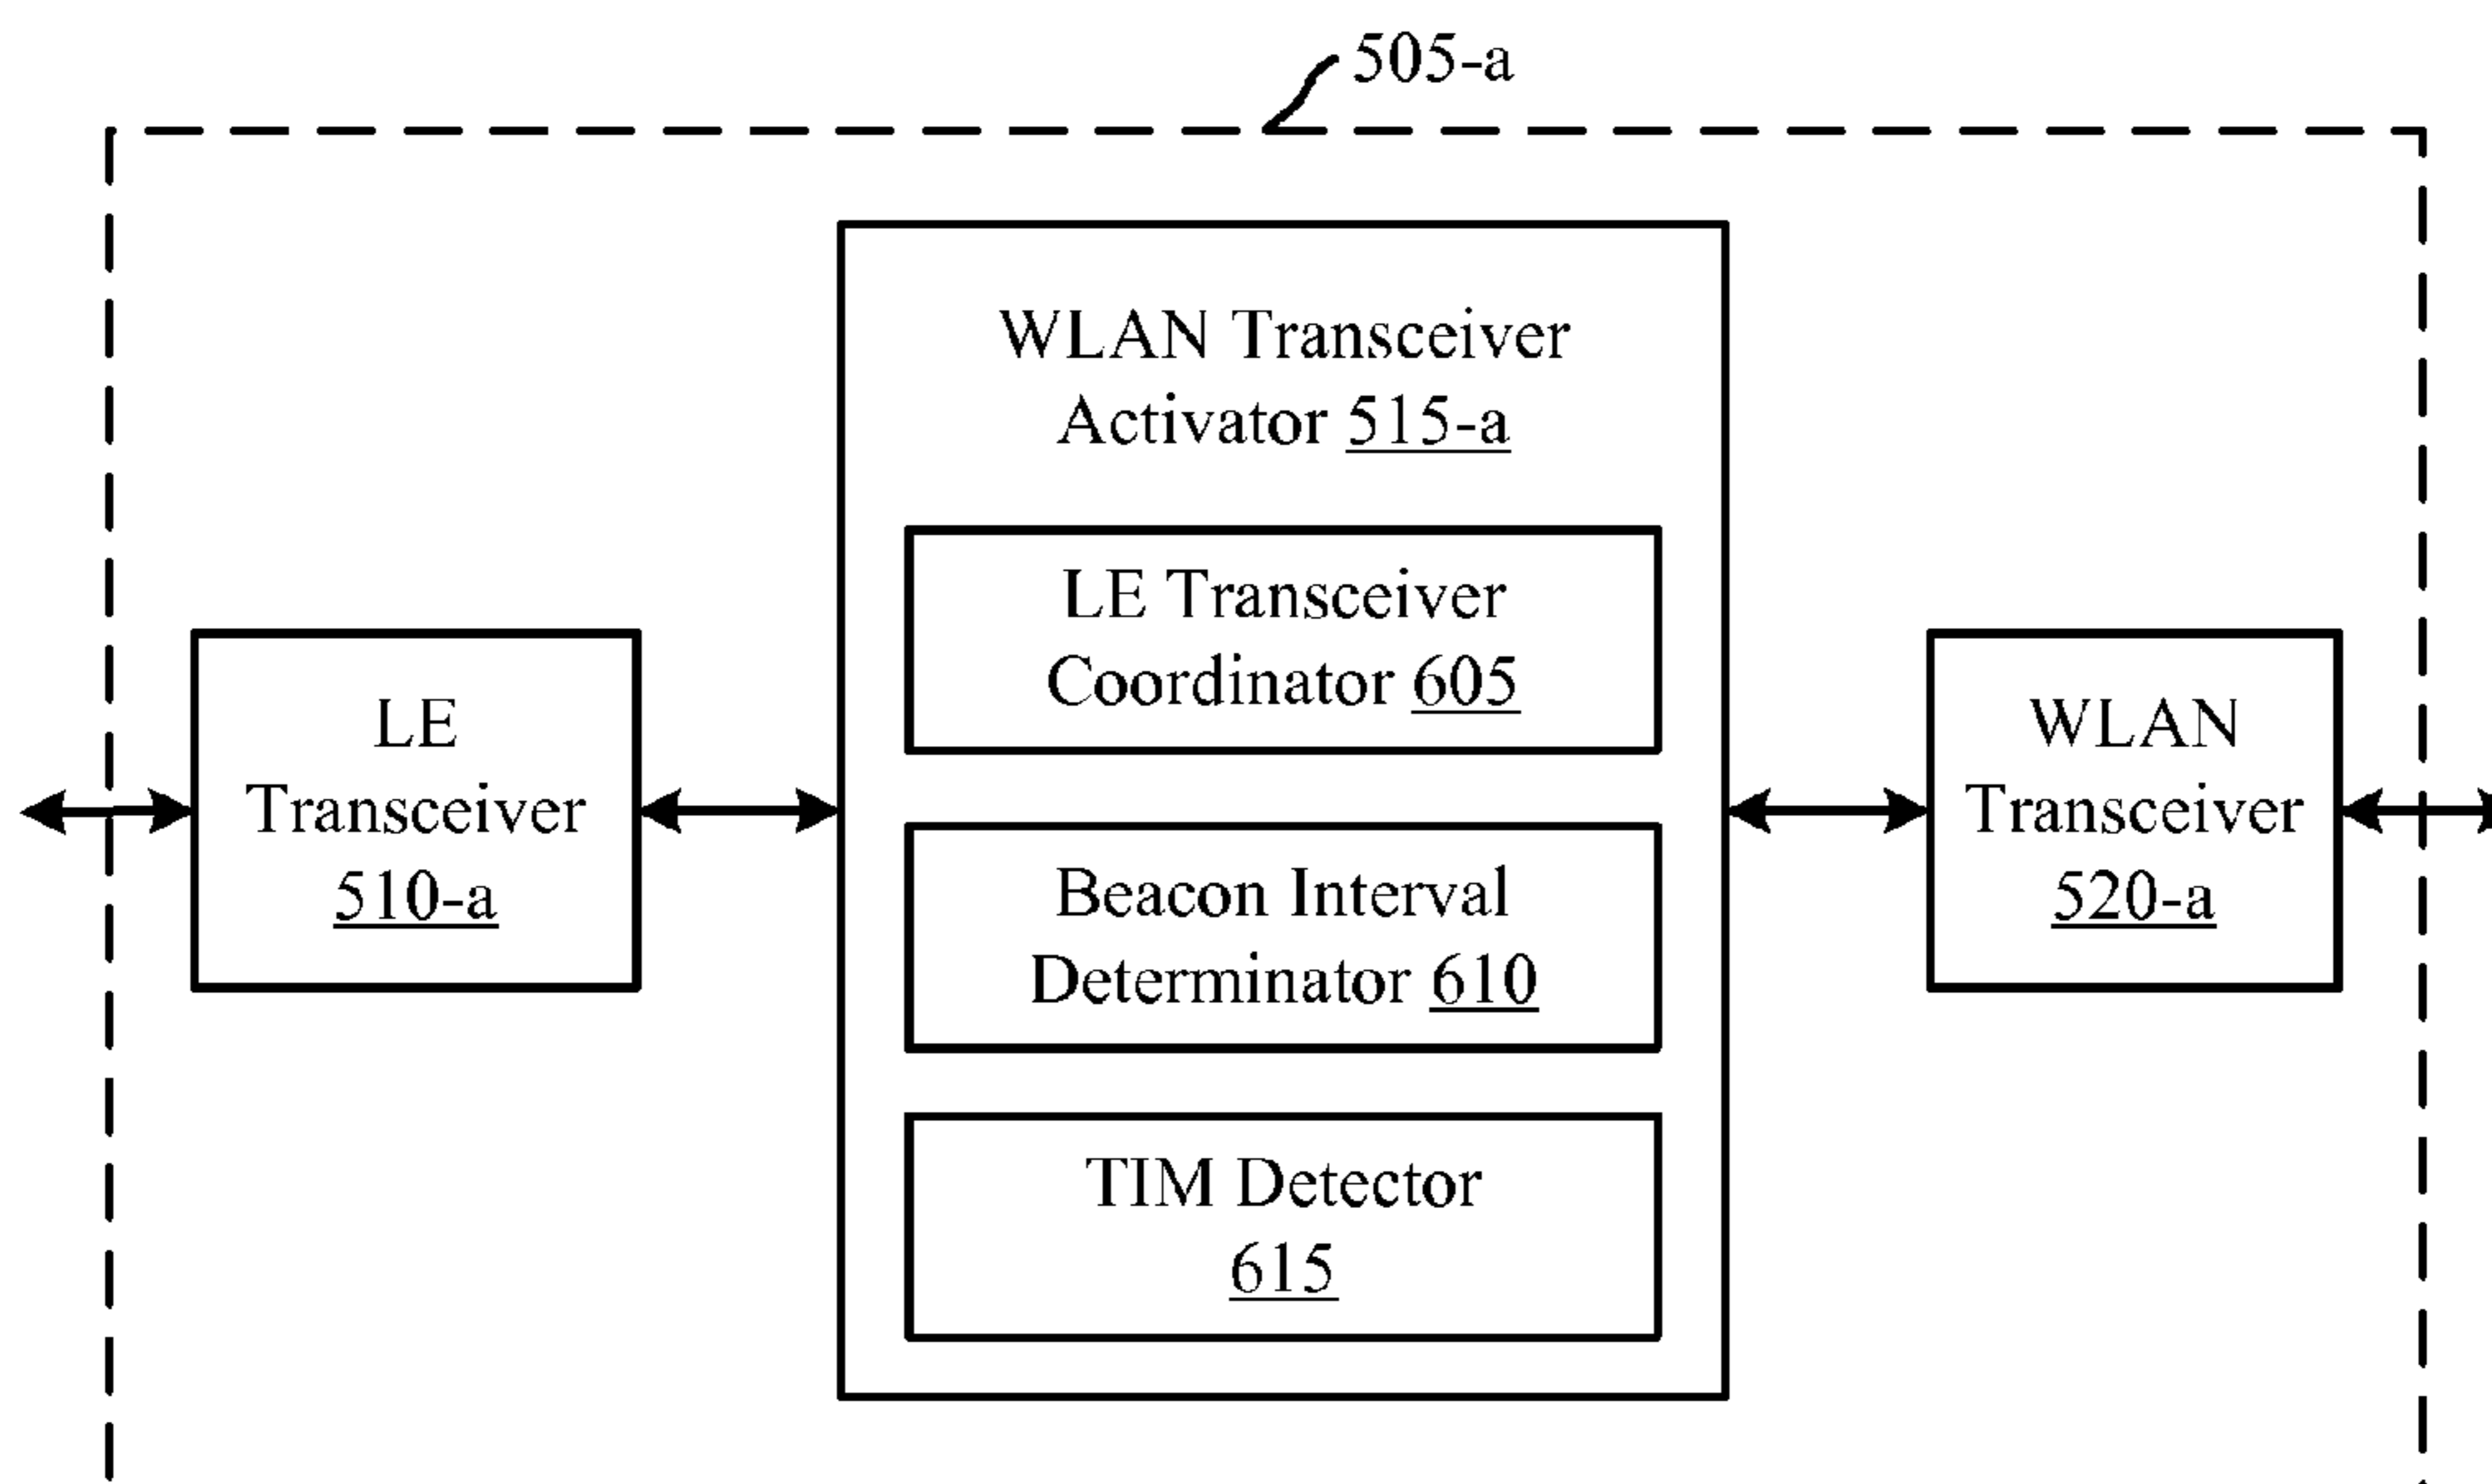 505-a
WLAN Transceiver
Activator 515-a
LE Transceiver
Coordinator 605
LE
Transceiver
510-a
Beacon Interval
Determinator 610
TIM Detector
615
WLAN
Transceiver
520-a